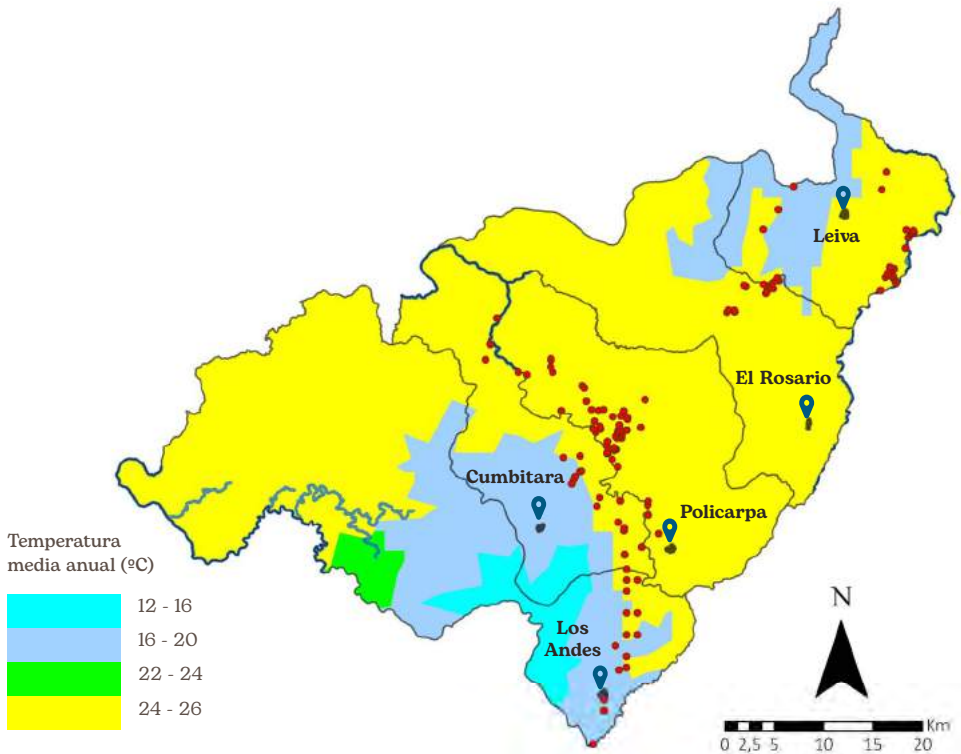 Leiva
El Rosario
Cumbitara
Policarpa
Temperatura
media anual (ºC)
12 - 16
16 - 20
22 - 24
24 - 26
Los
Andes
N
Km
0 2,5 5 10 15 20